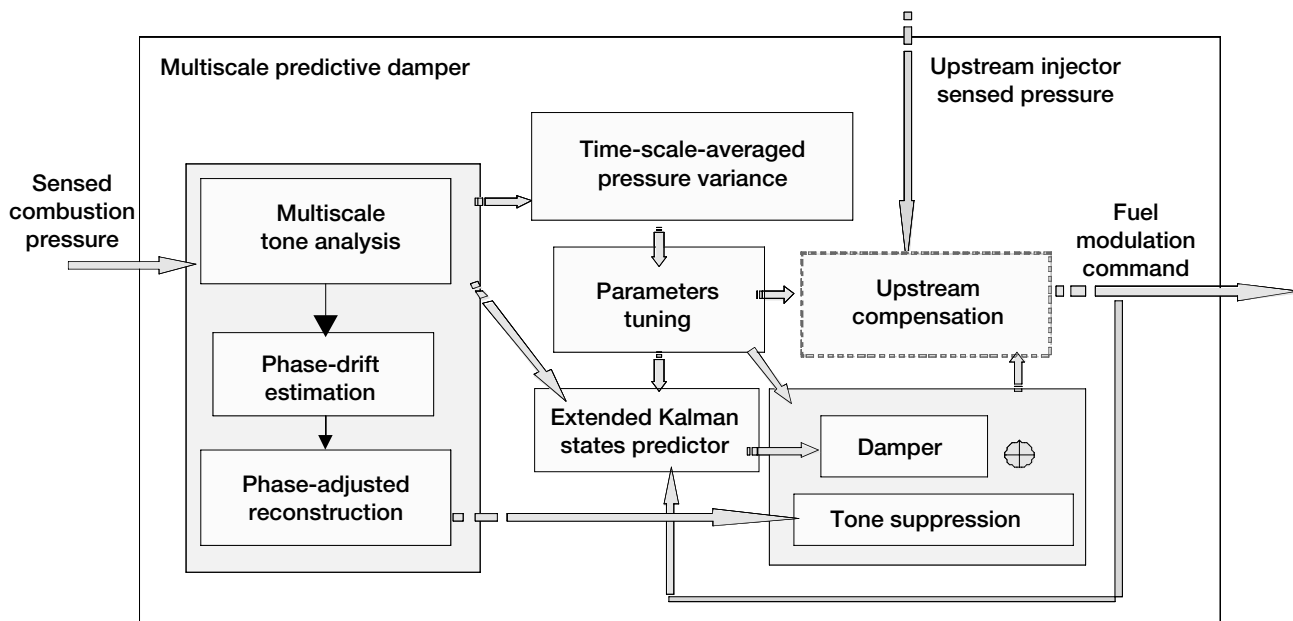 Multiscale predictive damper
Upstream injector
sensed pressure
Time-scale-averaged
pressure variance
Sensed
combustion
pressure
Multiscale
tone analysis
Fuel
modulation
command
Parameters
tuning
Upstream
compensation
Phase-drift
estimation
Extended Kalman
states predictor
Damper
Phase-adjusted
reconstruction
Tone suppression